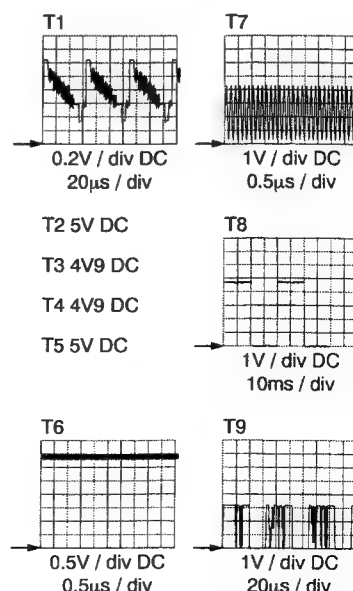 T1
0.2V / div DC
20µs / div
T2 5V DC
T3 4V9 DC
T4 4V9 DC
T5 5V DC
T6
0.5V / div DC
0.5µs / div
T7
1V / div DC
0.5µs / div
T8
1V / div DC
10ms / div
T9
1V / div DC
20µs / div